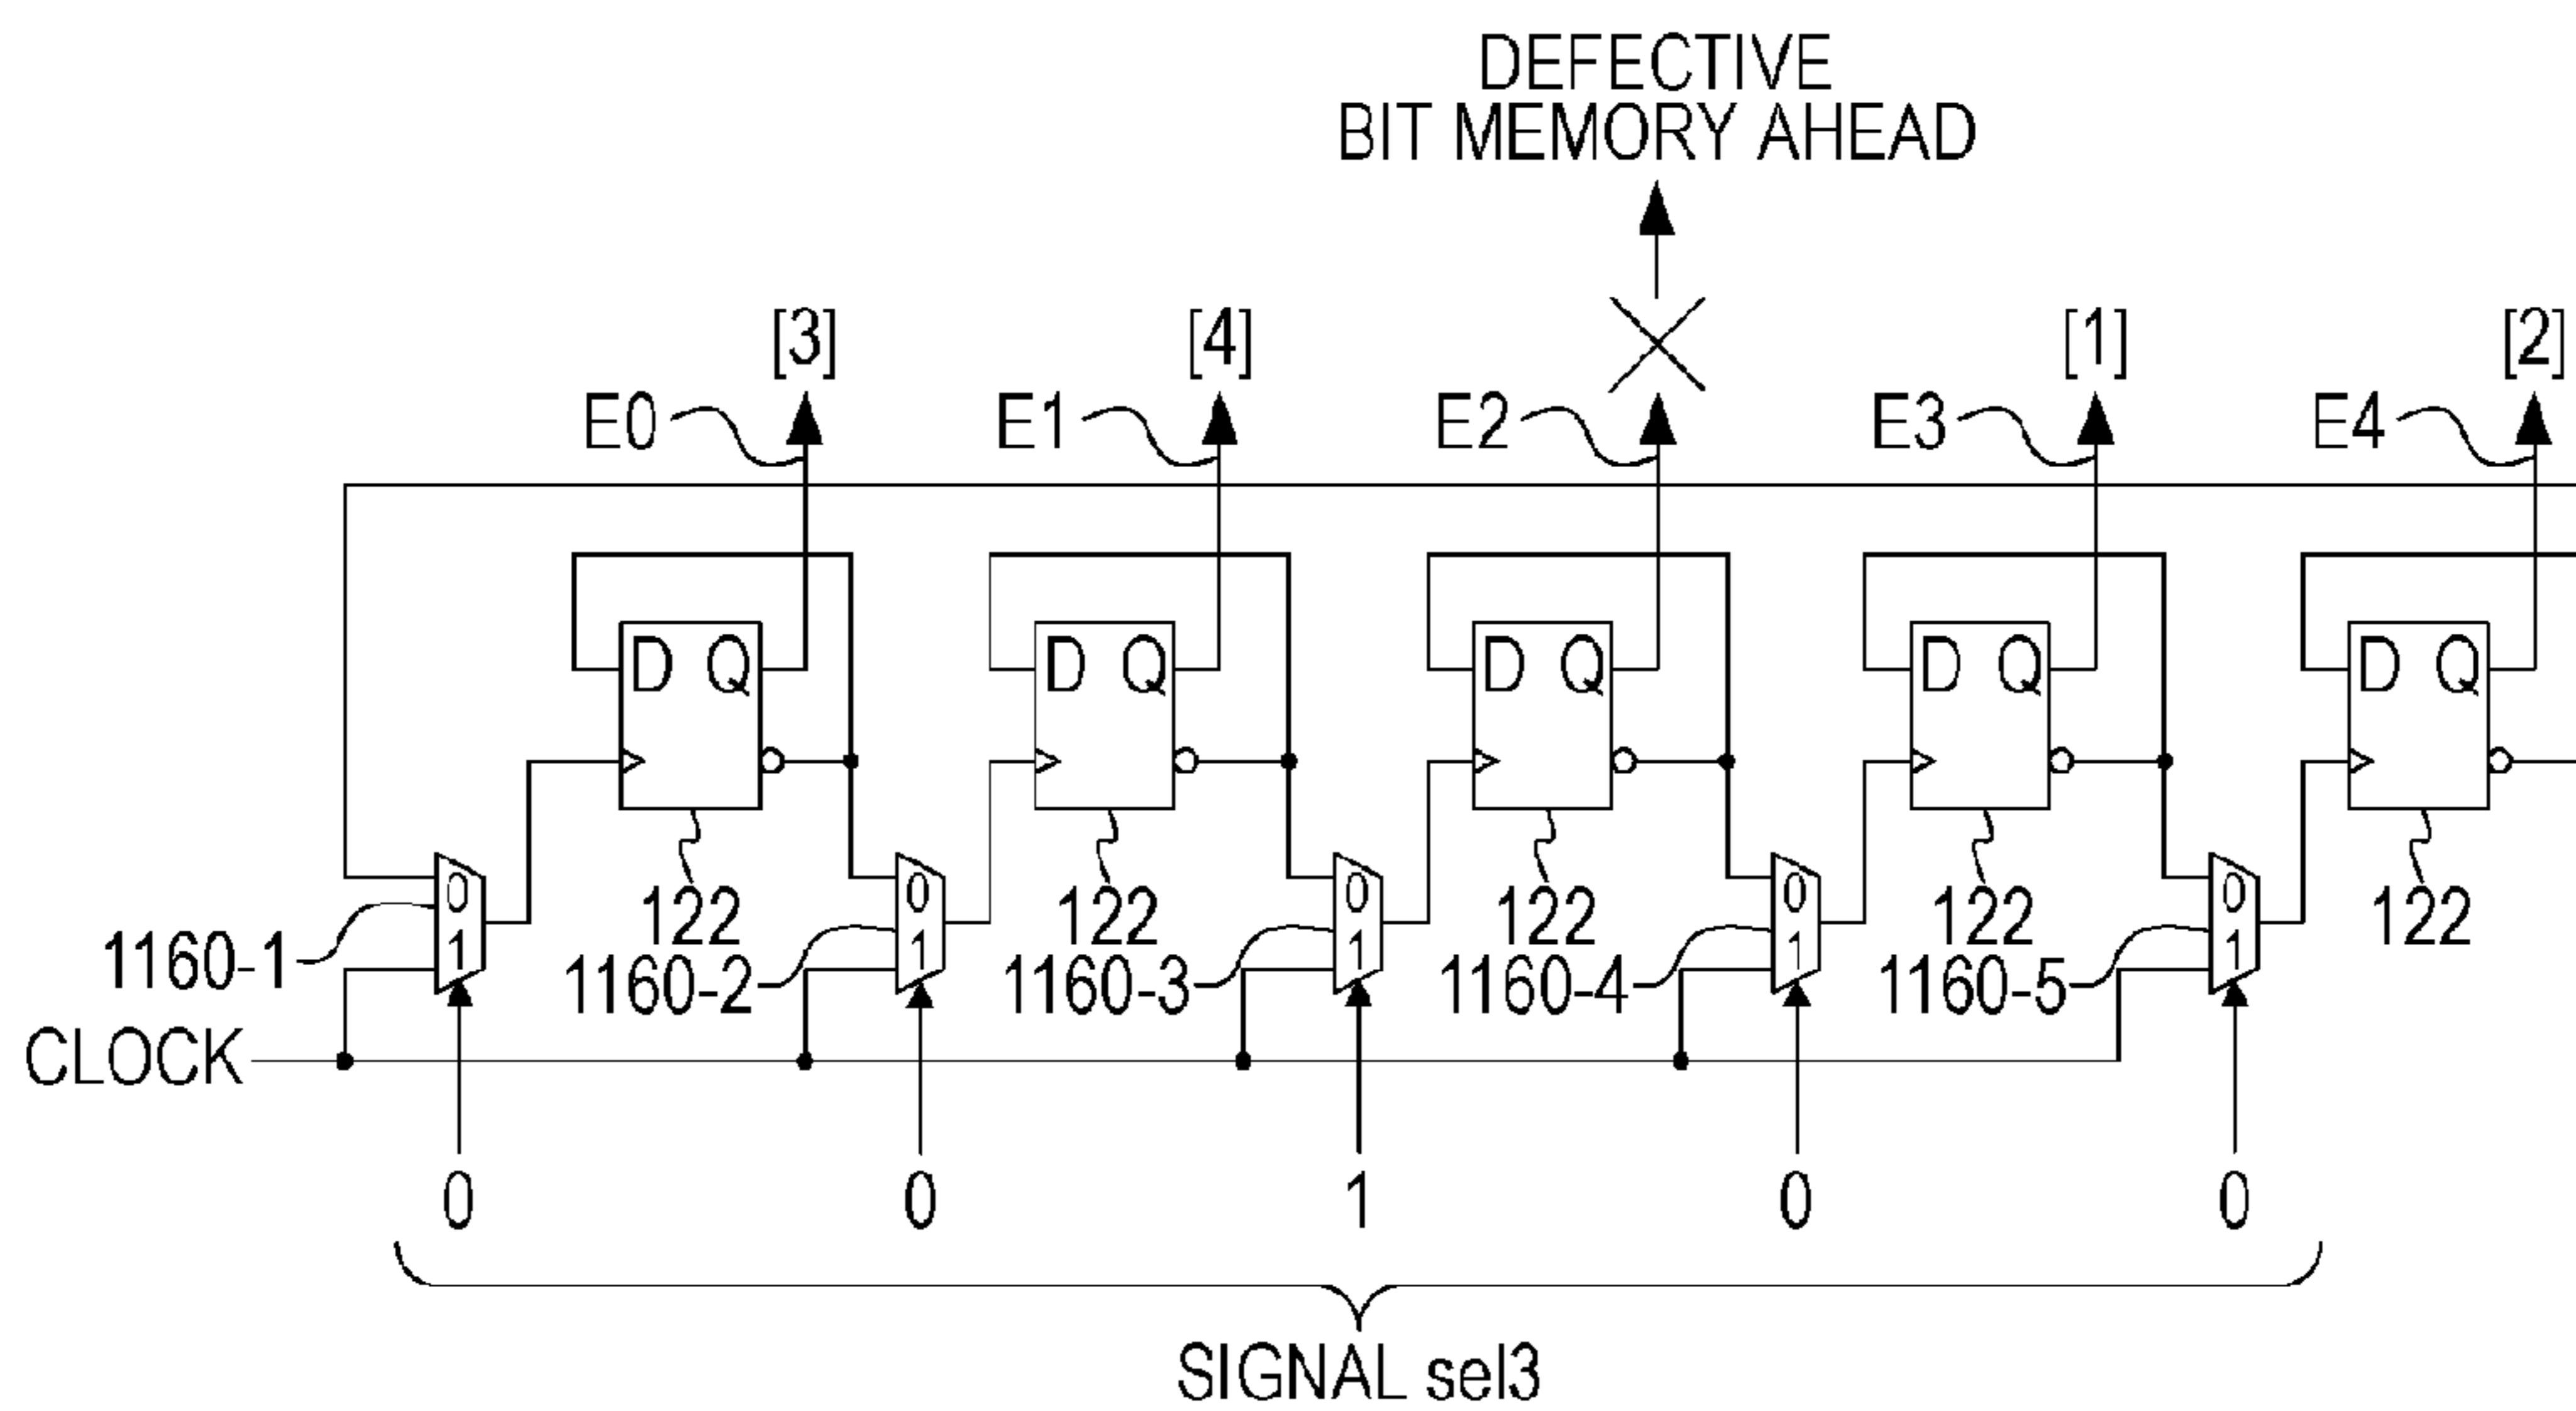 DEFECTIVE
BIT MEMORY AHEAD
[3] [4] [1] [2]
E0 E1 E2 E3 E4
D Q D Q D Q D Q D Q
0 0 0 0 0
122 122 122 122 122
1 1 1 1 1
1160-1 1160-2 1160-3 1160-4 1160-5
CLOCK
0 0 1 0 0
SIGNAL sel3